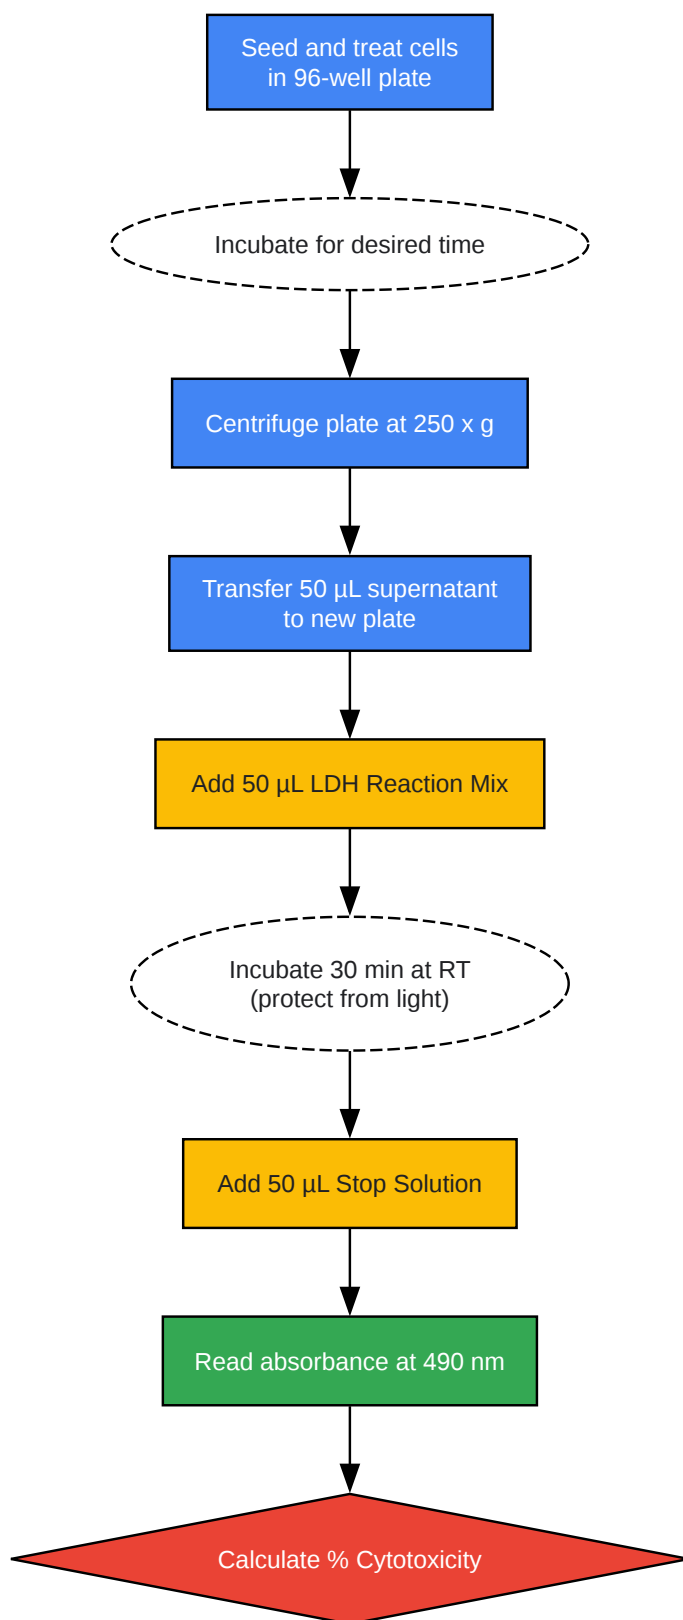 Seed and treat cells
in 96-well plate
Incubate for desired time
Centrifuge plate at 250 x g
Transfer 50 µL supernatant
to new plate
Add 50 µL LDH Reaction Mix
Incubate 30 min at RT
(protect from light)
Add 50 µL Stop Solution
Read absorbance at 490 nm
Calculate % Cytotoxicity